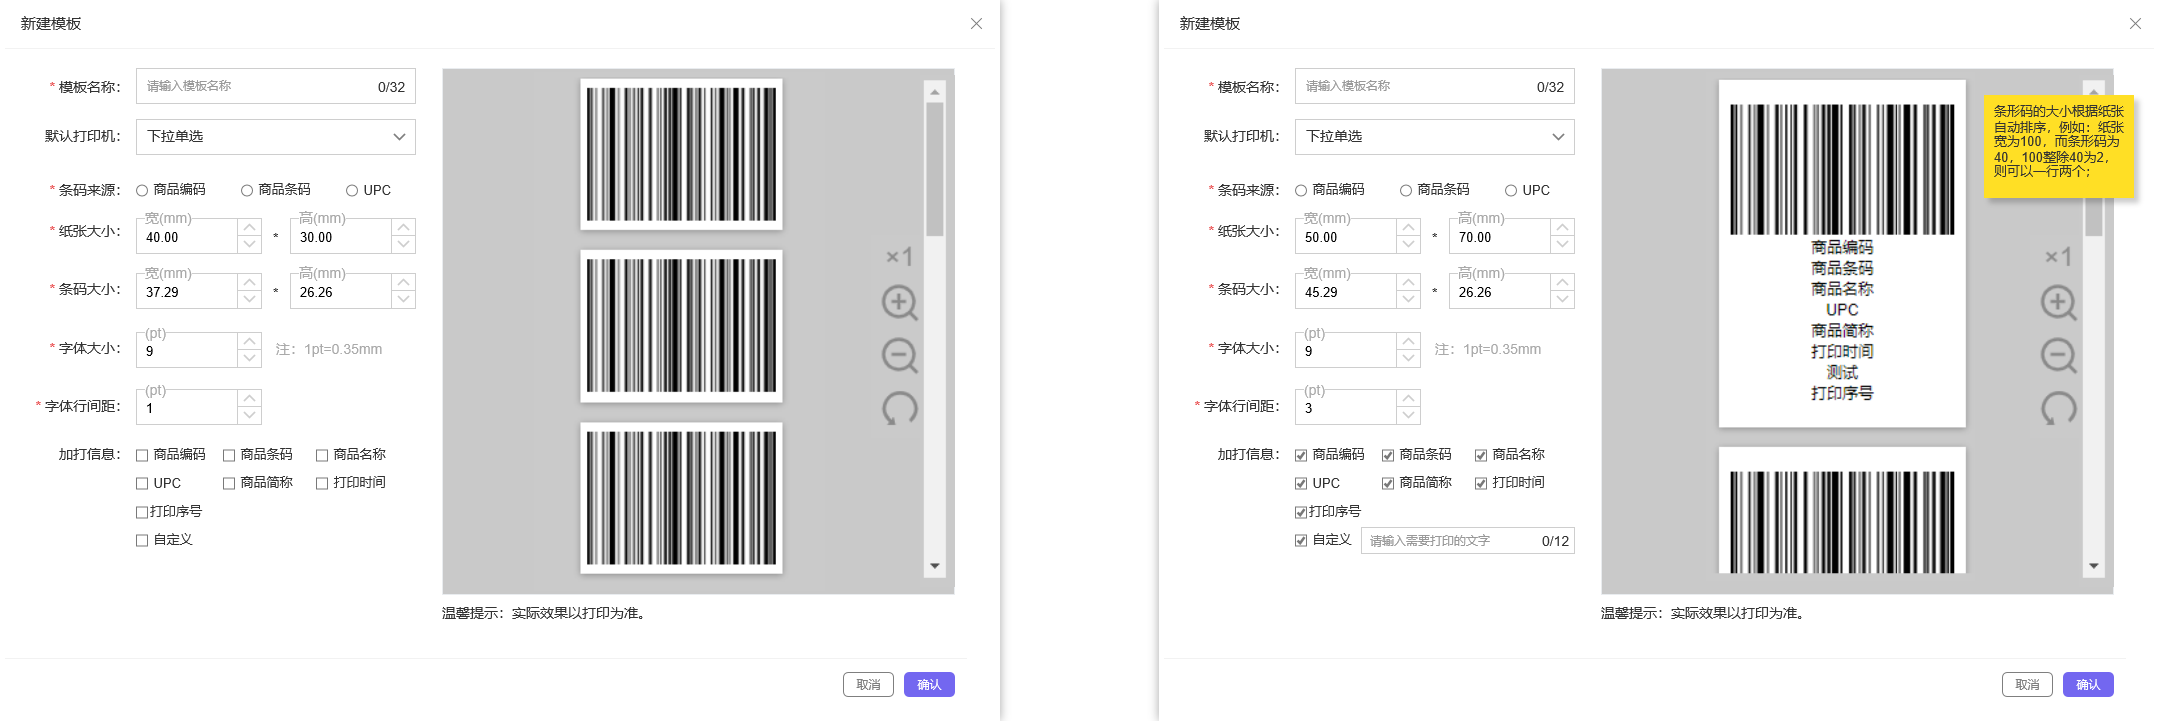 新建模板
* 模板名称： 请输入模板名称 0/32
默认打印机： 下拉单选
* 条码来源： 商品编码 商品条码 UPC
宽(mm) 高(mm)
* 纸张大小： 40.00 * 30.00
宽(mm) 高(mm)
* 条码大小： 37.29 * 26.26
(pt)
* 字体大小： 9 注：1pt=0.35mm
(pt)
* 字体行间距： 1
加打信息： 商品编码 商品条码 商品名称
UPC 商品简称 打印时间
打印序号
自定义
×1
温馨提示：实际效果以打印为准。
取消 确认
新建模板
* 模板名称： 请输入模板名称 0/32
默认打印机： 下拉单选
* 条码来源： 商品编码 商品条码 UPC
宽(mm) 高(mm)
* 纸张大小： 50.00 * 70.00
宽(mm) 高(mm)
* 条码大小： 45.29 * 26.26
(pt)
* 字体大小： 9 注：1pt=0.35mm
(pt)
* 字体行间距： 3
加打信息： 商品编码 商品条码 商品名称
UPC 商品简称 打印时间
打印序号
自定义 请输入需要打印的文字 0/12
商品编码
商品条码
商品名称
UPC
商品简称
打印时间
测试
打印序号
条形码的大小根据纸张
自动排序，例如：纸张
宽为100，而条形码为
40，100整除40为2，
则可以一行两个；
×1
温馨提示：实际效果以打印为准。
取消 确认